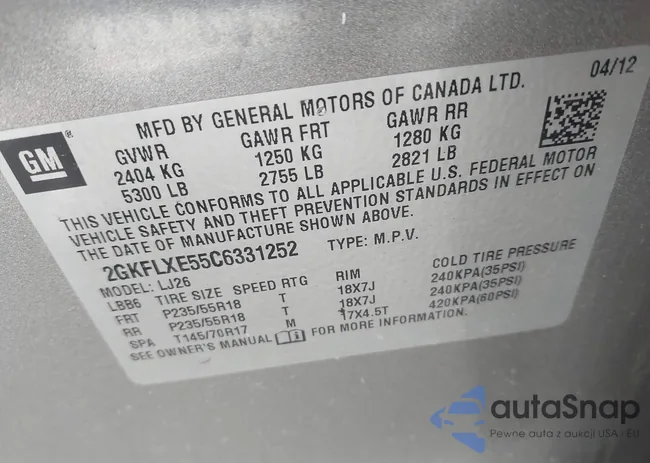 04/12
MFD BY GENERAL MOTORS OF CANADA LTD.
GM®
GVWR GAWR FRT GAWR RR
2404 KG 1250 KG 1280 KG
5300 LB 2755 LB 2821 LB
THIS VEHICLE CONFORMS TO ALL APPLICABLE U.S. FEDERAL MOTOR
VEHICLE SAFETY AND THEFT PREVENTION STANDARDS IN EFFECT ON
THE DATE OF MANUFACTURE SHOWN ABOVE.
2GKFLXE55C6331252 TYPE: M.P.V.
MODEL: LJ26
LBB6 TIRE SIZE SPEED RTG RIM COLD TIRE PRESSURE
FRT P235/55R18 T 18X7J 240KPA(35PSI)
RR P235/55R18 T 18X7J 240KPA(35PSI)
SPA T145/70R17 M 17X4.5T 420KPA(60PSI)
SEE OWNER'S MANUAL FOR MORE INFORMATION.
autaSnap
Pewne auta z aukcji USA i EU